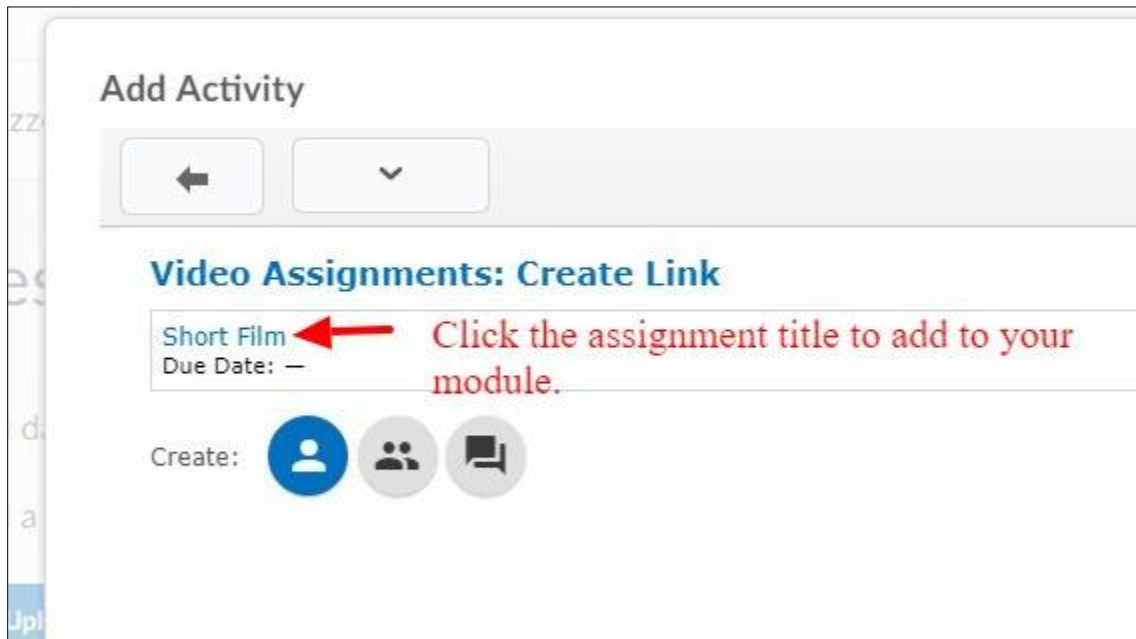 Add Activity
Video Assignments: Create Link
Short Film
Click the assignment title to add to your
module.
Due Date: —
Create: